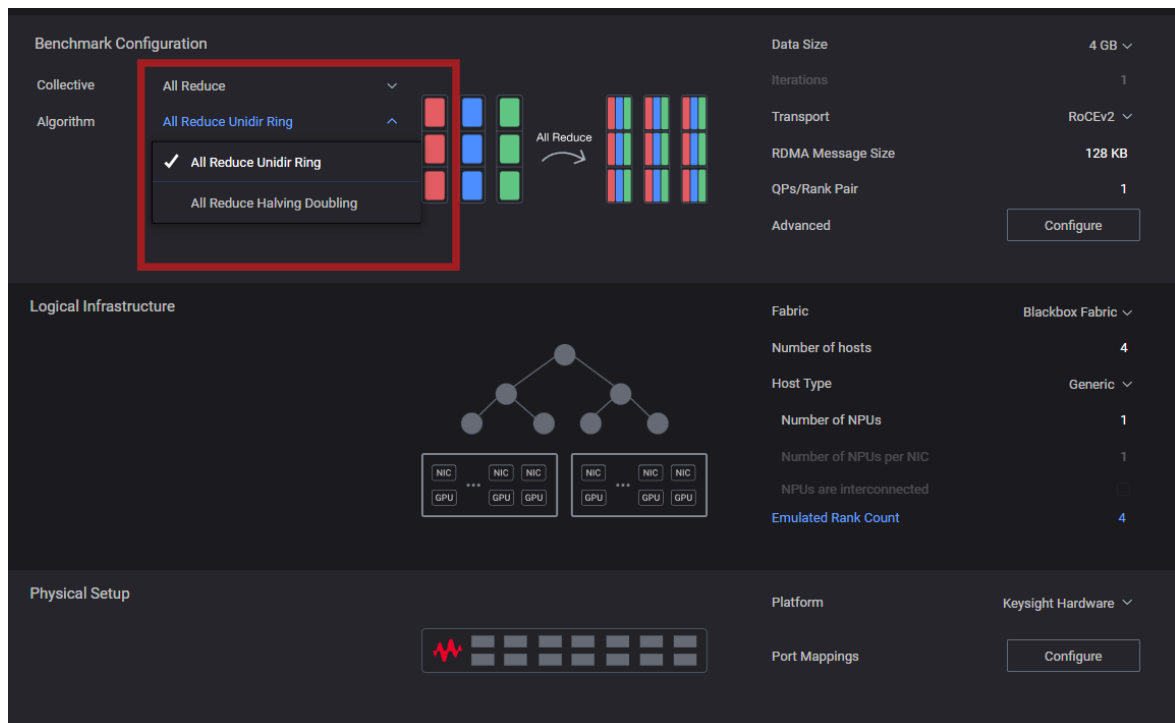 Benchmark Configuration
Collective All Reduce
Algorithm All Reduce Unidir Ring
All Reduce Unidir Ring
All Reduce Halving Doubling
All Reduce
Data Size 4 GB
Iterations 1
Transport RoCEv2
RDMA Message Size 128 KB
QPs/Rank Pair 1
Advanced Configure
Logical Infrastructure
NIC ... NIC NIC
GPU GPU GPU
NIC ... NIC NIC
GPU GPU GPU
Fabric Blackbox Fabric
Number of hosts 4
Host Type Generic
Number of NPUs 1
Number of NPUs per NIC 1
NPUs are interconnected
Emulated Rank Count 4
Physical Setup
Platform Keysight Hardware
Port Mappings Configure